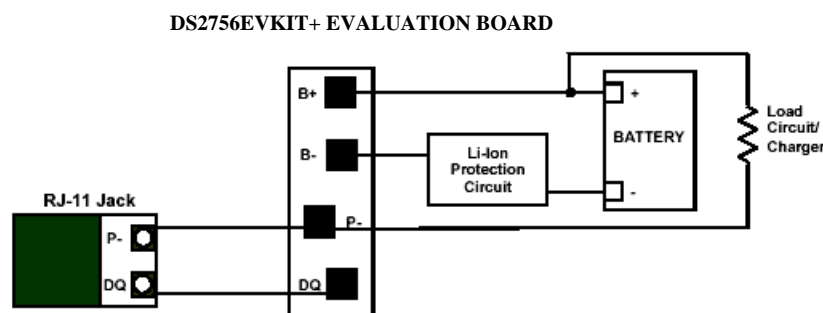 DS2756EVKIT+ EVALUATION BOARD
B+
+
BATTERY
-
Load
Circuit/
Charger
B-
Li-Ion
Protection
Circuit
RJ-11 Jack
P-
P-
DQ
DQ